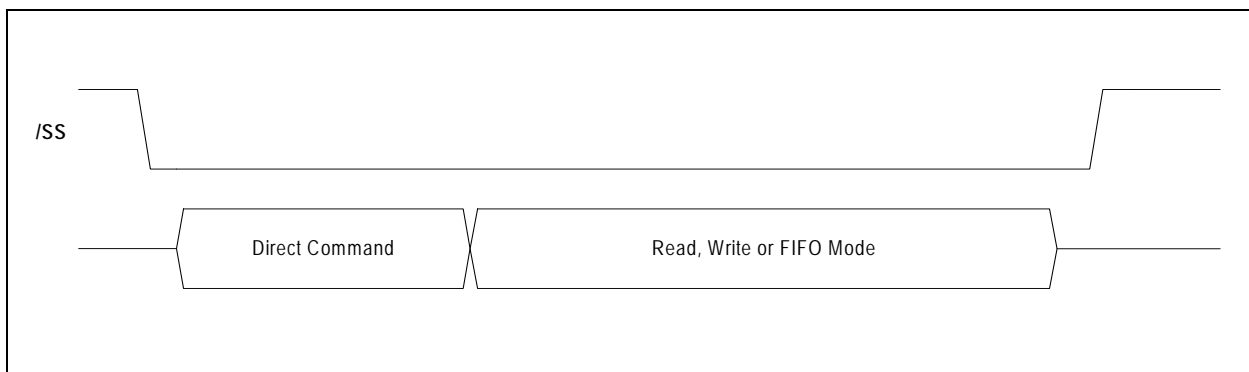 /SS
Direct Command
Read, Write or FIFO Mode